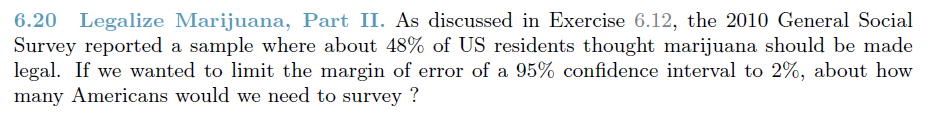 6.20 Legalize Marijuana, Part II. As discussed in Exercise 6.12, the 2010 General Social
Survey reported a sample where about 48% of US residents thought marijuana should be made
legal. If we wanted to limit the margin of error of a 95% confidence interval to 2%, about how
many Americans would we need to survey ?